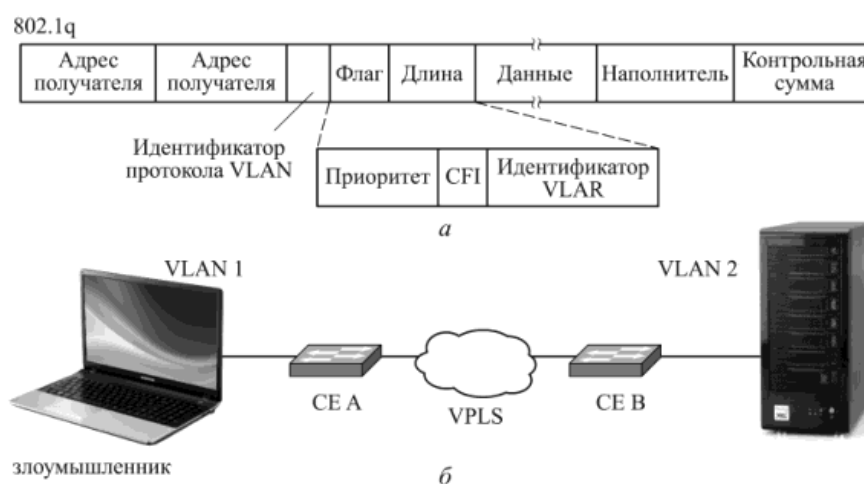 802.1q
Адрес
получателя
Адрес
получателя
Флаг
Длина
Данные
Наполнитель
Контрольная
сумма
Идентификатор
протокола VLAN
Приоритет
CFI
Идентификатор
VLAR
а
VLAN 1
VLAN 2
CE A
VPLS
CE B
злоумышленник
б